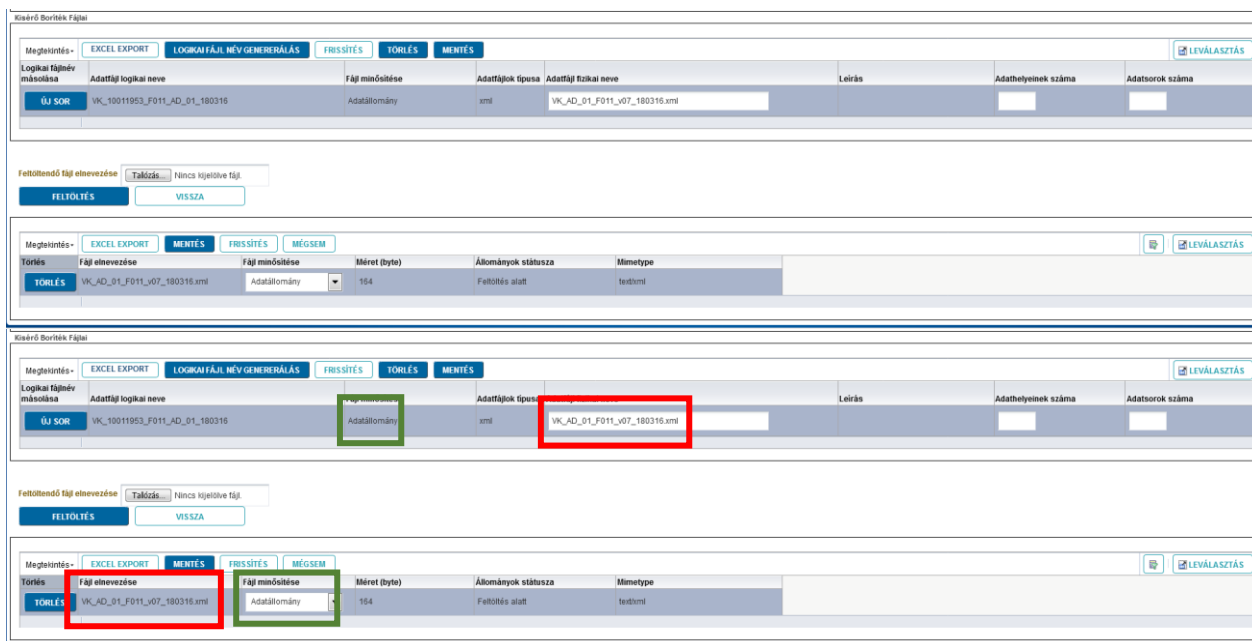 Kísérő Boríték Fájlai
Megtekintés EXCEL EXPORT LOGIKAI FÁJL NÉV GENERERÁLÁS FRISSÍTÉS TÖRLÉS MENTÉS LEVÁLASZTÁS
Logikai fájlnév
másolása Adatfájl logikai neve Fájl minősítése Adatfájlok típusa Adatfájl fizikai neve Leírás Adathelyeinek száma Adatsorok száma
ÚJ SOR VK_10011953_F011_AD_01_180316 Adatállomány xml VK_AD_01_F011_v07_180316.xml
Feltöltendő fájl elnevezése Tallózás... Nincs kijelölve fájl.
FELTÖLTÉS VISSZA
Megtekintés EXCEL EXPORT MENTÉS FRISSÍTÉS MÉGSEM LEVÁLASZTÁS
Törlés Fájl elnevezése Fájl minősítése Méret (byte) Állományok státusza Mimetype
TÖRLÉS VK_AD_01_F011_v07_180316.xml Adatállomány 164 Feltöltés alatt text/xml
Kísérő Boríték Fájlai
Megtekintés EXCEL EXPORT LOGIKAI FÁJL NÉV GENERERÁLÁS FRISSÍTÉS TÖRLÉS MENTÉS LEVÁLASZTÁS
Logikai fájlnév
másolása Adatfájl logikai neve Adatfájlok típusa Leírás Adathelyeinek száma Adatsorok száma
ÚJ SOR VK_10011953_F011_AD_01_180316 Adatállomány xml VK_AD_01_F011_v07_180316.xml
Feltöltendő fájl elnevezése Tallózás... Nincs kijelölve fájl.
FELTÖLTÉS VISSZA
Megtekintés EXCEL EXPORT MENTÉS FRISSÍTÉS MÉGSEM LEVÁLASZTÁS
Törlés Fájl elnevezése Fájl minősítése Méret (byte) Állományok státusza Mimetype
TÖRLÉS VK_AD_01_F011_v07_180316.xml Adatállomány 164 Feltöltés alatt text/xml